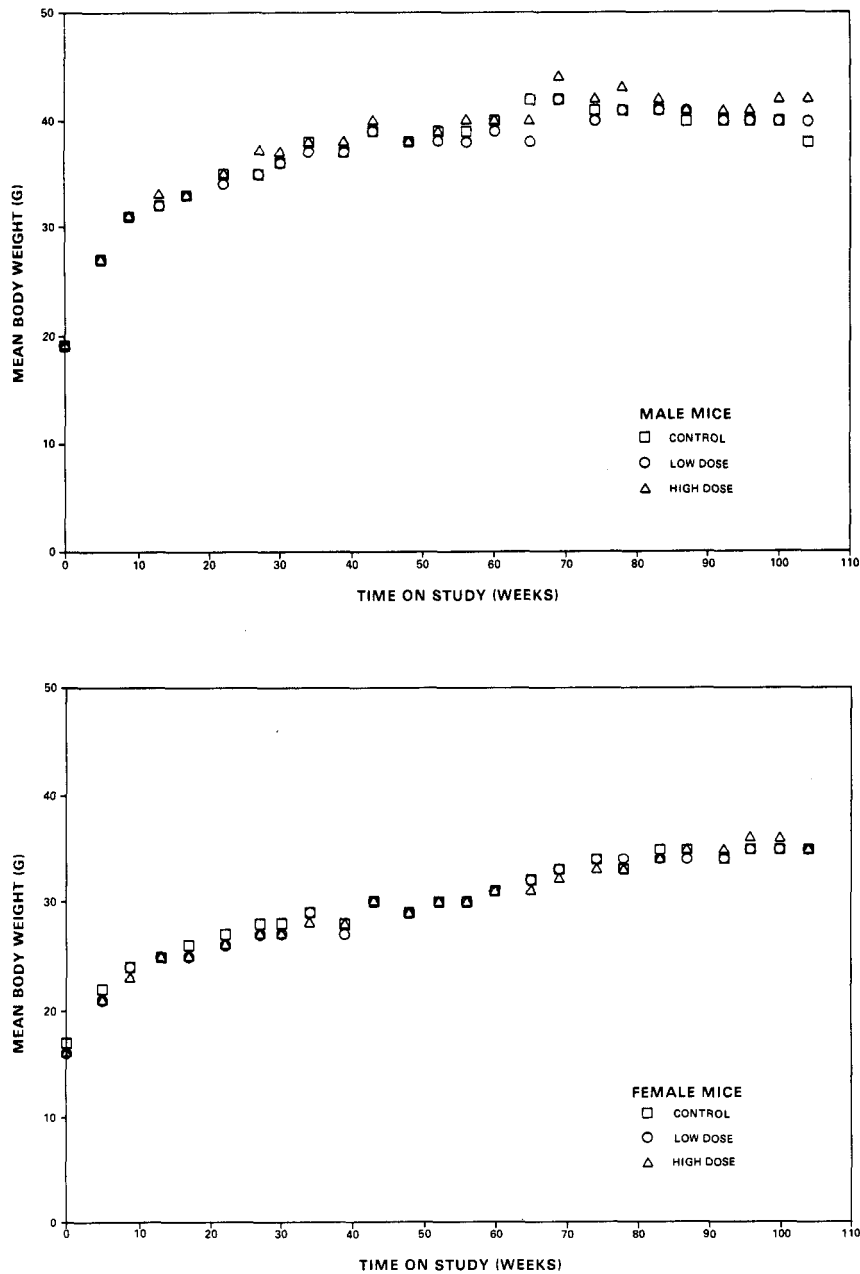 50
40
30
20
10
0
MEAN BODY WEIGHT (G)
MALE MICE
CONTROL
LOW DOSE
HIGH DOSE
0 10 20 30 40 50 60 70 80 90 100 110
TIME ON STUDY (WEEKS)
50
40
30
20
10
0
MEAN BODY WEIGHT (G)
FEMALE MICE
CONTROL
LOW DOSE
HIGH DOSE
0 10 20 30 40 50 60 70 80 90 100 110
TIME ON STUDY (WEEKS)